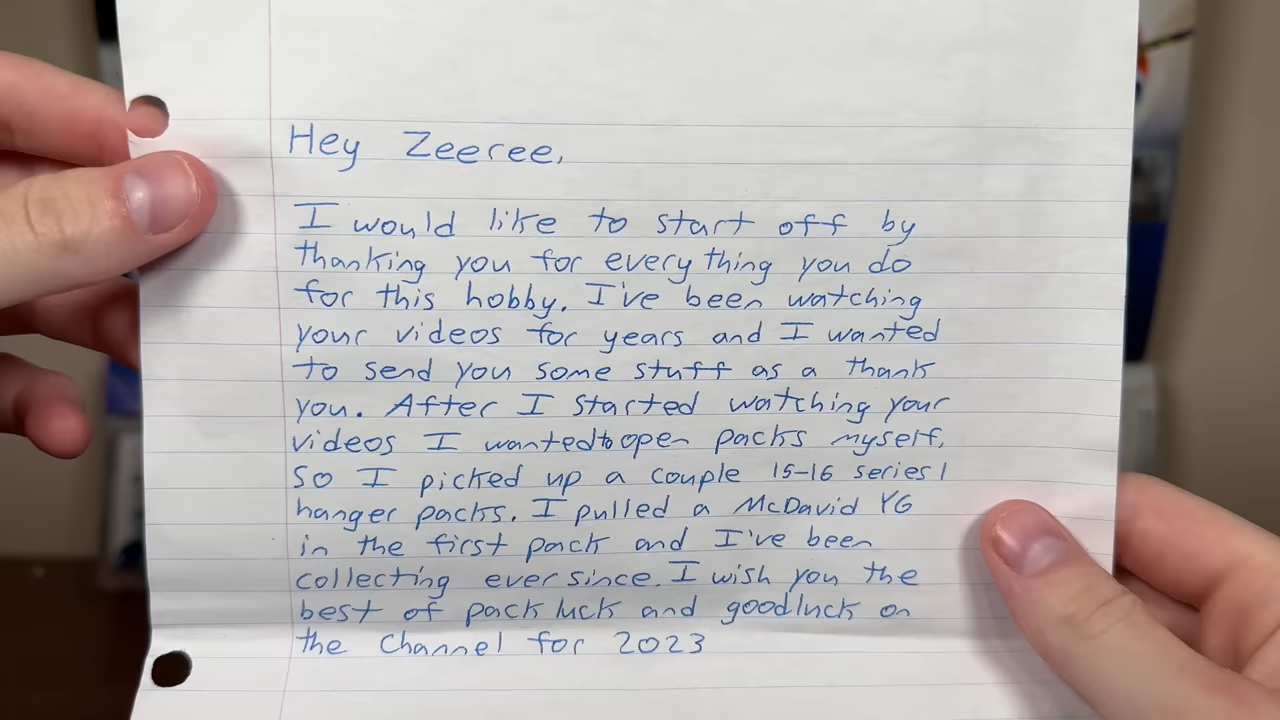 Hey Zeeree,
I would like to start off by
thanking you for everything you do
for this hobby. I've been watching
your videos for years and I wanted
to send you some stuff as a thank
you. After I started watching your
videos I wanted to open packs myself.
So I picked up a couple 15-16 series 1
hanger packs. I pulled a McDavid YG
in the first pack and I've been
collecting ever since. I wish you the
best of pack luck and goodluck on
the Channel for 2023